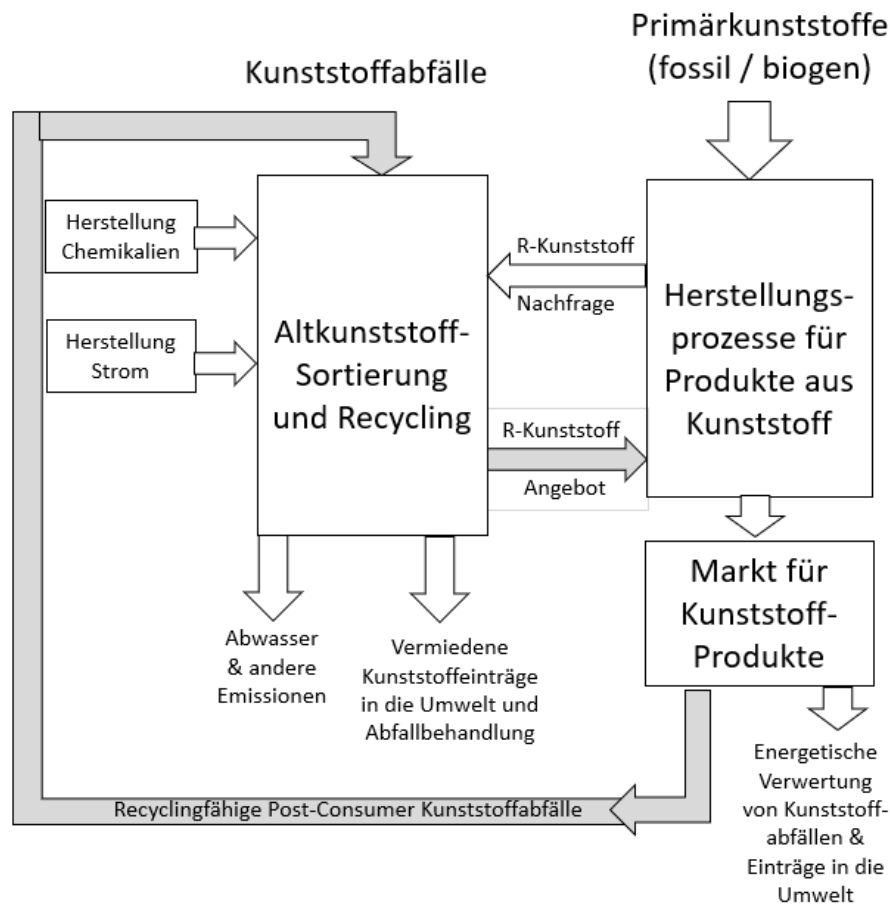 Primärkunststoffe
(fossil / biogen)
Kunststoffabfälle
Herstellung
Chemikalien
Herstellung
Strom
Altkunststoff-
Sortierung
und Recycling
R-Kunststoff
Nachfrage
R-Kunststoff
Angebot
Herstellungs-
prozesse für
Produkte aus
Kunststoff
Markt für
Kunststoff-
Produkte
Abwasser
& andere
Emissionen
Vermiedene
Kunststoffeinträge
in die Umwelt und
Abfallbehandlung
Energetische
Verwertung
von Kunststoff-
abfällen &
Einträge in die
Umwelt
Recyclingfähige Post-Consumer Kunststoffabfälle